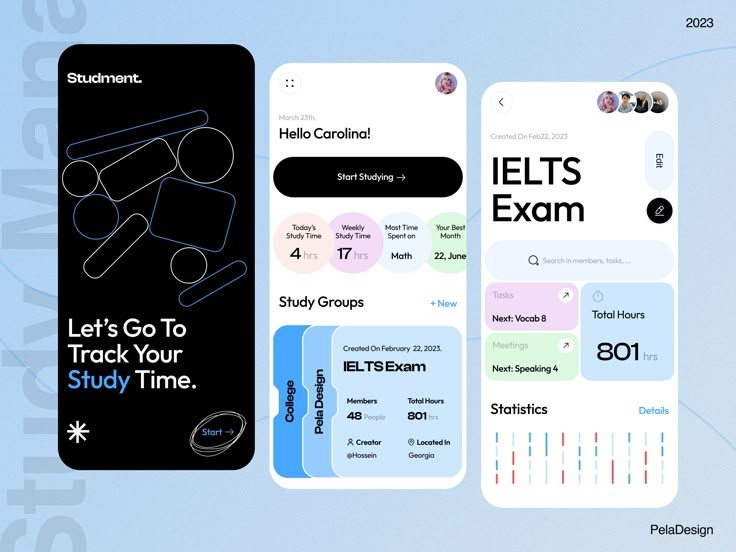 2023
Study Mana
Studment.
Let's Go To
Track Your
Study Time.
Start →
March 23th,
Hello Carolina!
Start Studying →
Today's
Study Time
4 hrs
Weekly
Study Time
17 hrs
Most Time
Spent on
Math
Your Best
Month
22, June
Study Groups
+ New
College
Pela Design
Created On February 22, 2023.
IELTS Exam
Members
48 People
Total Hours
801 hrs
Creator
@Hossein
Located In
Georgia
+45
Created On Feb22, 2023
IELTS
Exam
Edit
Search in members, tasks, ...
Tasks
Next: Vocab 8
Meetings
Next: Speaking 4
Total Hours
801 hrs
Statistics
Details
PelaDesign